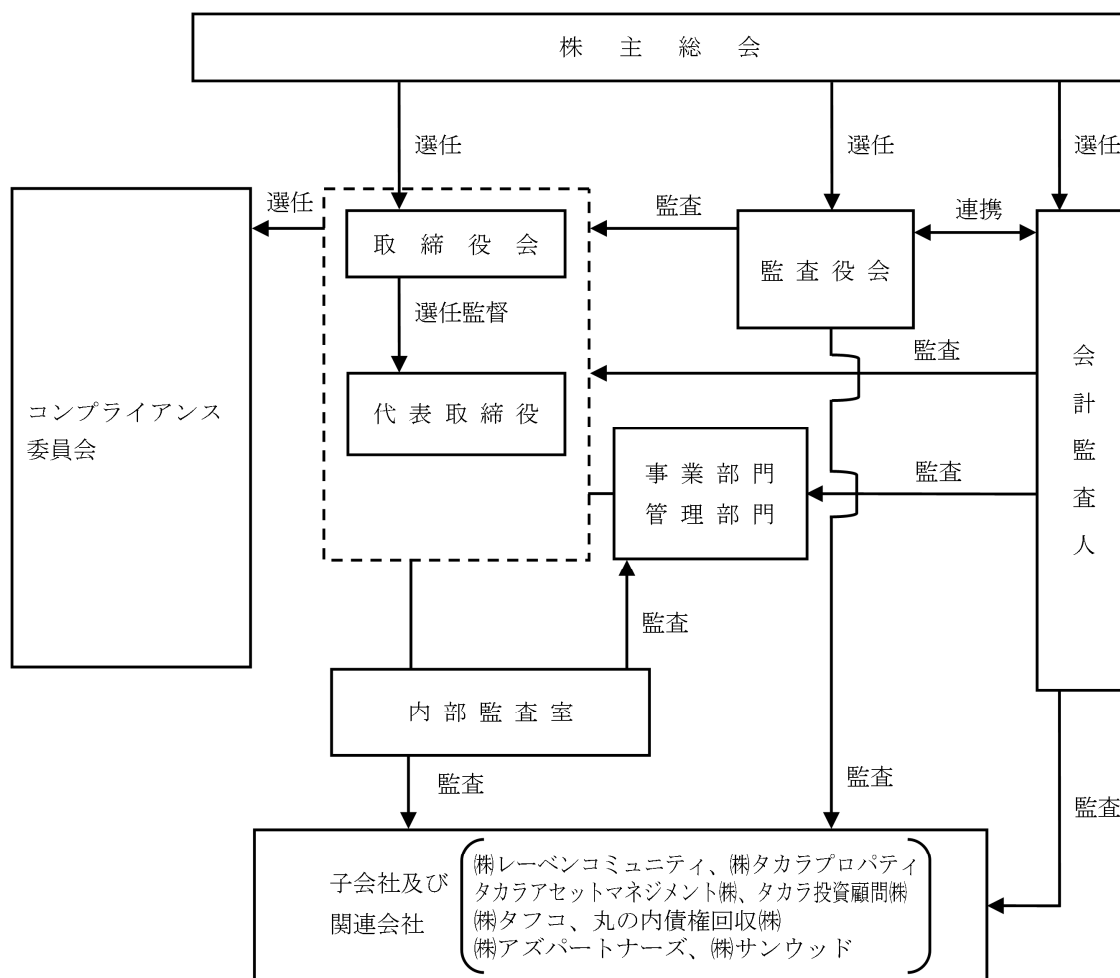 株主総会
選任
選任
選任
選任
監査
連携
取締役会
監査役会
選任監督
監査
会計監査人
代表取締役
コンプライアンス
委員会
事業部門
管理部門
監査
監査
内部監査室
監査
監査
監査
子会社及び
関連会社
㈱レーベンコミュニティ、㈱タカラプロパティ
タカラアセットマネジメント㈱、タカラ投資顧問㈱
㈱タフコ、丸の内債権回収㈱
㈱アズパートナーズ、㈱サンウッド